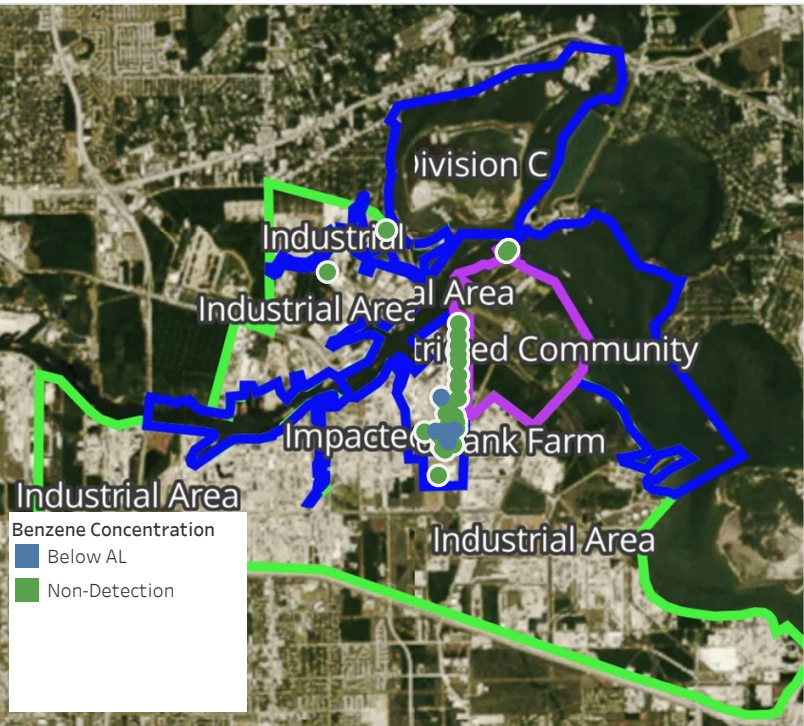 Division C
Industrial
Industrial Area
al Area
tricted Community
Impacted Tank Farm
Industrial Area
Industrial Area
Benzene Concentration
Below AL
Non-Detection